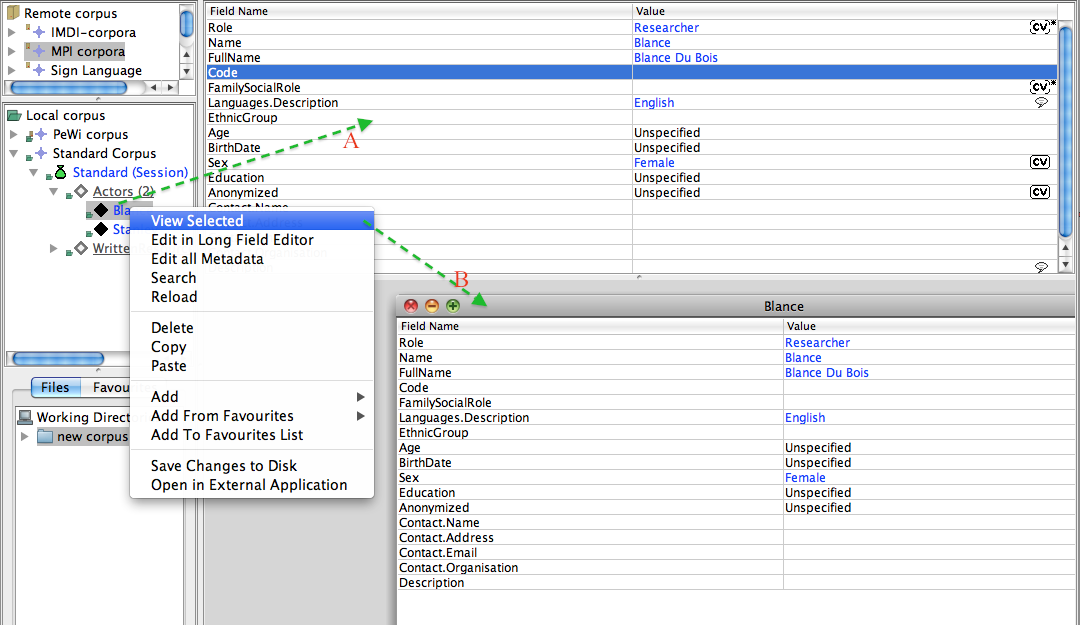 Remote corpus
IMDI-corpora
MPI corpora
Sign Language
Local corpus
PeWi corpus
Standard Corpus
Standard (Session)
Actors (2)
Bla
Sta
Writte
Files Favou
Working Direct
new corpus
Field Name Value
Role Researcher CV*
Name Blance
FullName Blance Du Bois
Code
FamilySocialRole CV*
Languages.Description English
EthnicGroup
Age Unspecified
BirthDate Unspecified
Sex Female CV
Education Unspecified
Anonymized Unspecified CV
Contact.Name
A
View Selected
Edit in Long Field Editor
Edit all Metadata
Search
Reload
Delete
Copy
Paste
Add
Add From Favourites
Add To Favourites List
Save Changes to Disk
Open in External Application
B
Blance
Field Name Value
Role Researcher
Name Blance
FullName Blance Du Bois
Code
FamilySocialRole
Languages.Description English
EthnicGroup
Age Unspecified
BirthDate Unspecified
Sex Female
Education Unspecified
Anonymized Unspecified
Contact.Name
Contact.Address
Contact.Email
Contact.Organisation
Description